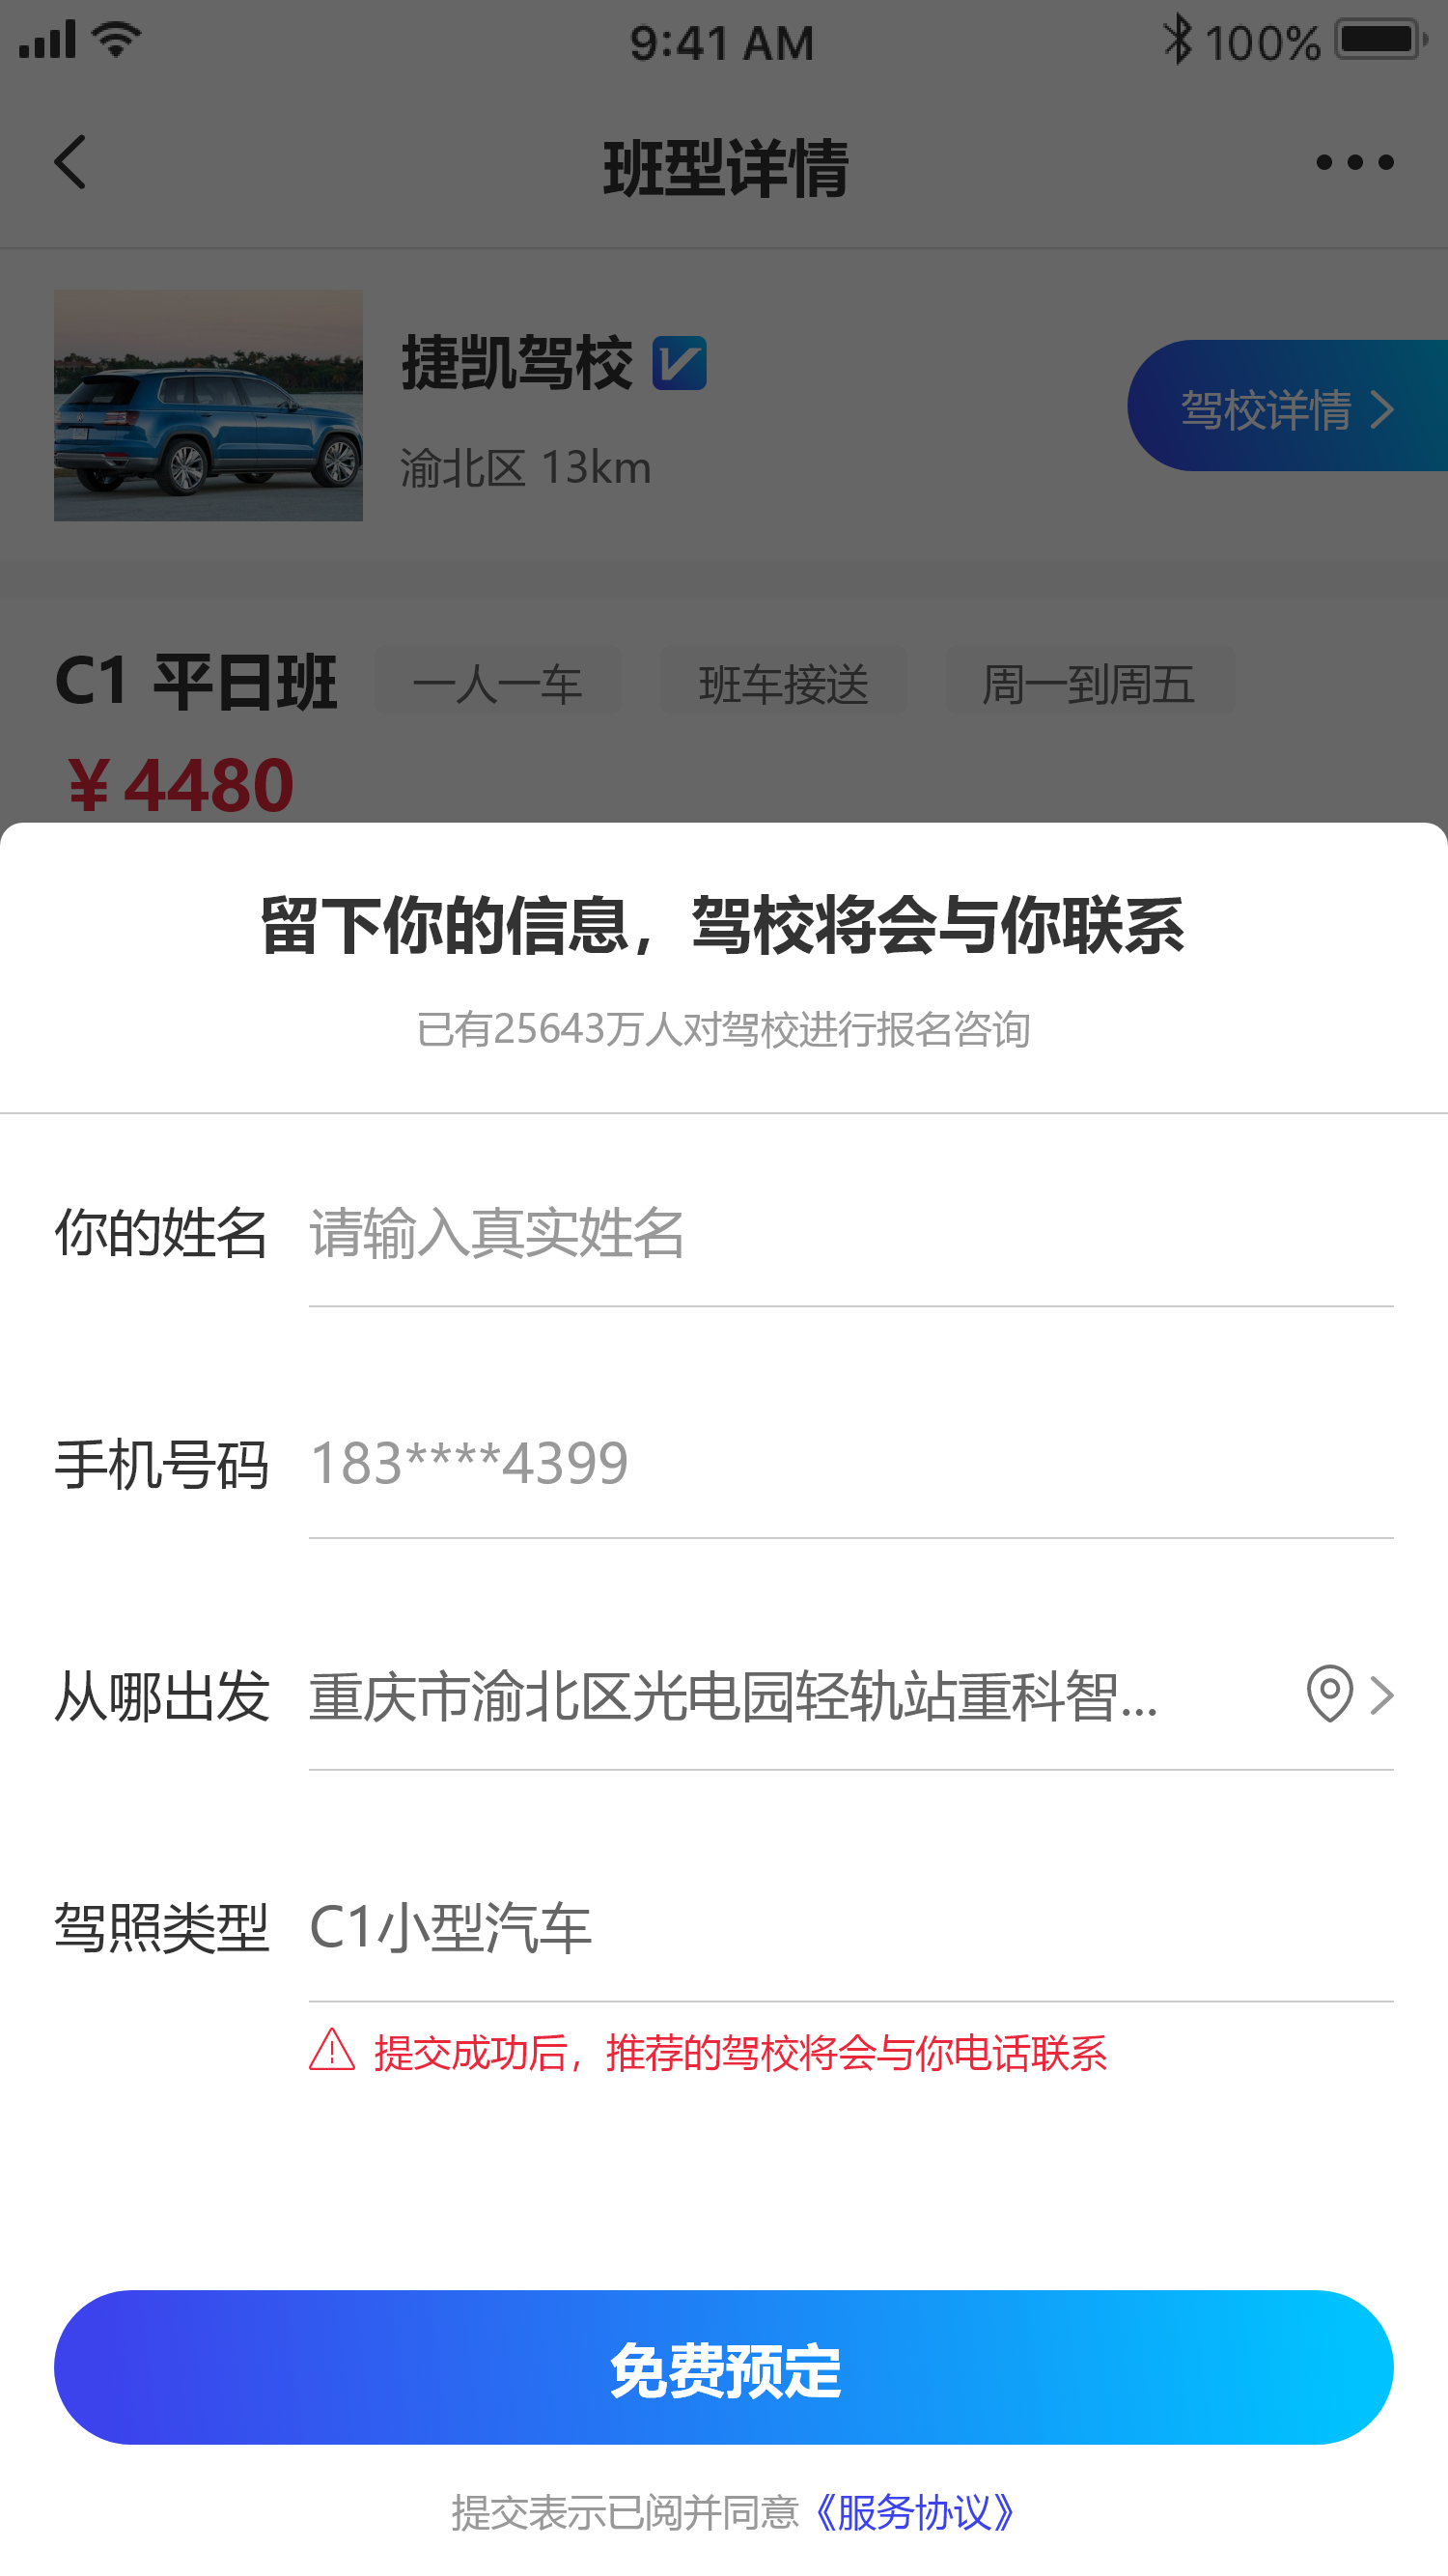 9:41 AM
100%
班型详情
捷凯驾校
渝北区 13km
驾校详情
C1 平日班
一人一车
班车接送
周一到周五
￥4480
留下你的信息，驾校将会与你联系
已有25643万人对驾校进行报名咨询
你的姓名 请输入真实姓名
手机号码 183****4399
从哪出发 重庆市渝北区光电园轻轨站重科智...
驾照类型 C1小型汽车
提交成功后，推荐的驾校将会与你电话联系
免费预定
提交表示已阅并同意《服务协议》